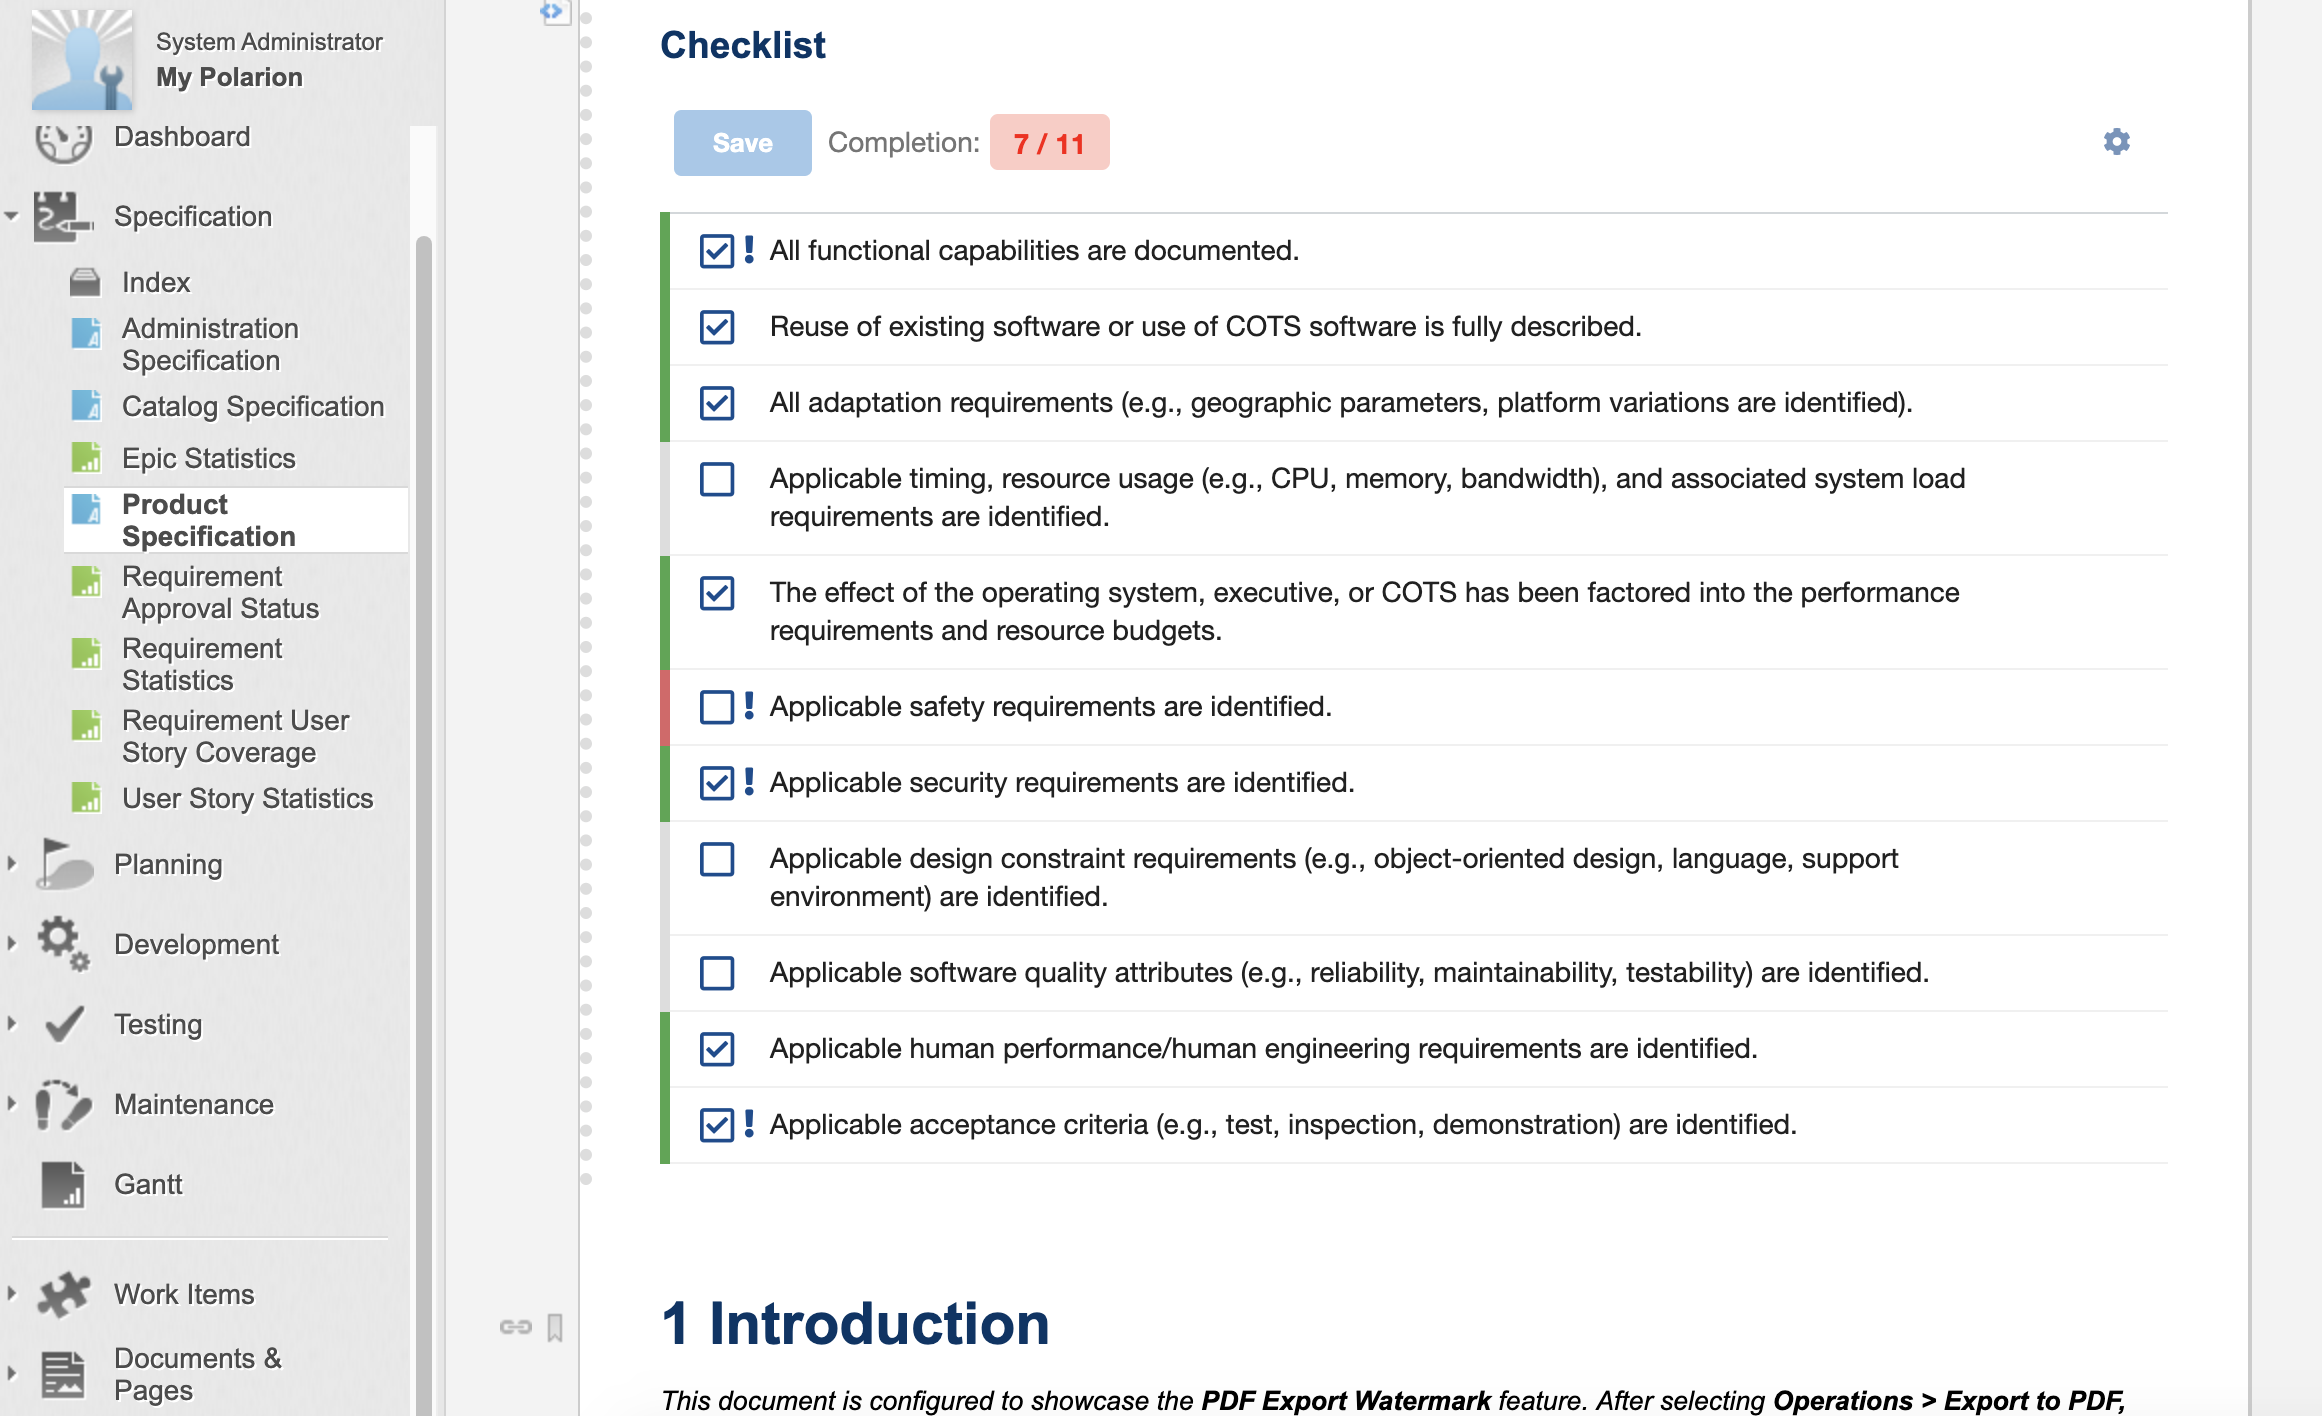 System Administrator
My Polarion
Dashboard
Specification
Index
Administration
Specification
Catalog Specification
Epic Statistics
Product
Specification
Requirement
Approval Status
Requirement
Statistics
Requirement User
Story Coverage
User Story Statistics
Planning
Development
Testing
Maintenance
Gantt
Work Items
Documents &
Pages
Checklist
Save Completion: 7 / 11
! All functional capabilities are documented.
Reuse of existing software or use of COTS software is fully described.
All adaptation requirements (e.g., geographic parameters, platform variations are identified).
Applicable timing, resource usage (e.g., CPU, memory, bandwidth), and associated system load
requirements are identified.
The effect of the operating system, executive, or COTS has been factored into the performance
requirements and resource budgets.
! Applicable safety requirements are identified.
! Applicable security requirements are identified.
Applicable design constraint requirements (e.g., object-oriented design, language, support
environment) are identified.
Applicable software quality attributes (e.g., reliability, maintainability, testability) are identified.
Applicable human performance/human engineering requirements are identified.
! Applicable acceptance criteria (e.g., test, inspection, demonstration) are identified.
1 Introduction
This document is configured to showcase the PDF Export Watermark feature. After selecting Operations > Export to PDF,